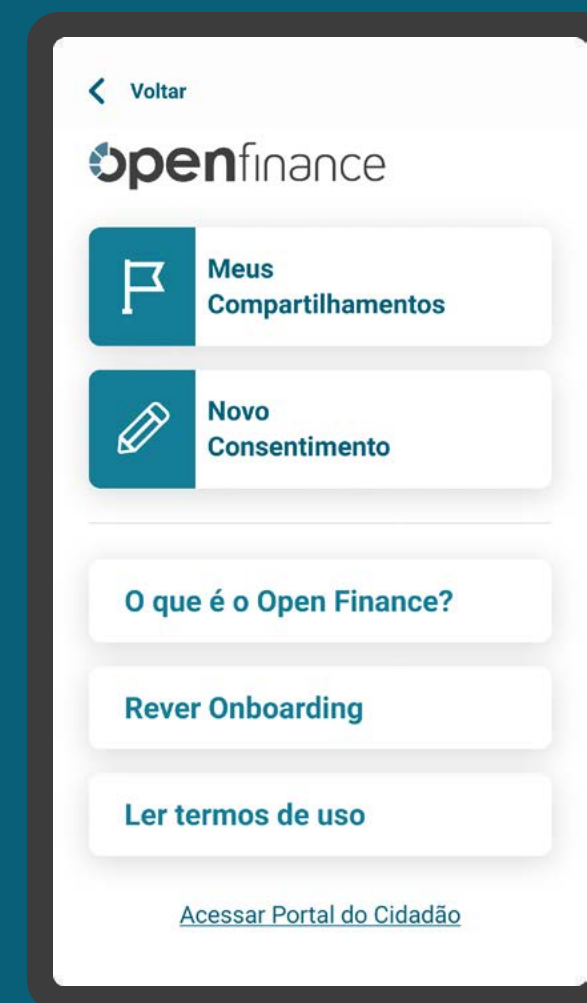 Voltar
openfinance
Meus
Compartilhamentos
Novo
Consentimento
O que é o Open Finance?
Rever Onboarding
Ler termos de uso
Acessar Portal do Cidadão